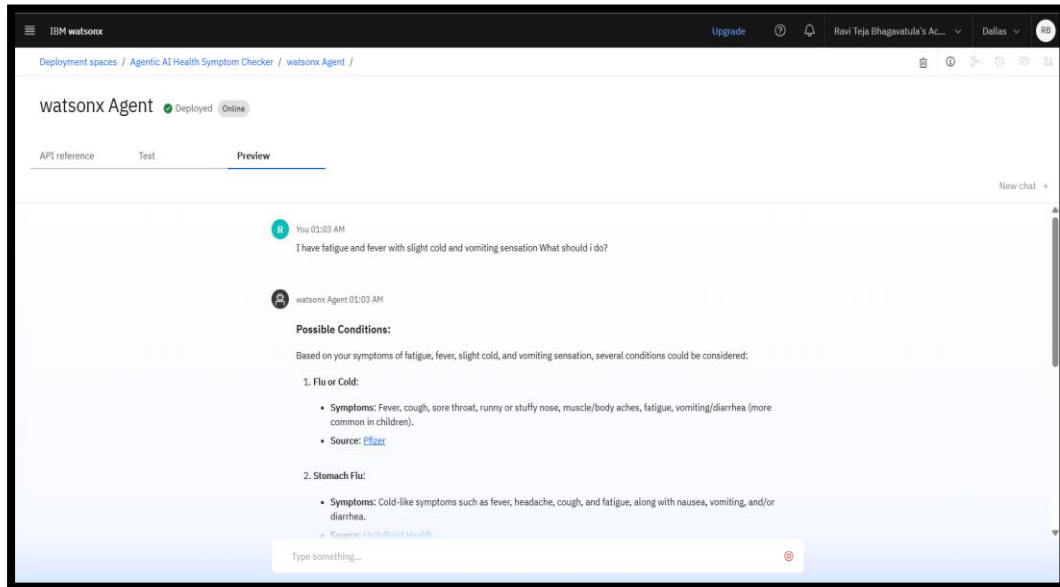 IBM watsonx
Upgrade
Ravi Teja Bhagavatula's Ac...
Dallas
RB
Deployment spaces / Agentic AI Health Symptom Checker / watsonx Agent /
watsonx Agent
Deployed
Online
API reference
Test
Preview
New chat +
R
You 01:03 AM
I have fatigue and fever with slight cold and vomiting sensation What should i do?
watsonx Agent 01:03 AM
Possible Conditions:
Based on your symptoms of fatigue, fever, slight cold, and vomiting sensation, several conditions could be considered:
1. Flu or Cold:
• Symptoms: Fever, cough, sore throat, runny or stuffy nose, muscle/body aches, fatigue, vomiting/diarrhea (more
common in children).
• Source: Pfizer
2. Stomach Flu:
• Symptoms: Cold-like symptoms such as fever, headache, cough, and fatigue, along with nausea, vomiting, and/or
diarrhea.
• Source: UnityPoint Health
Type something...